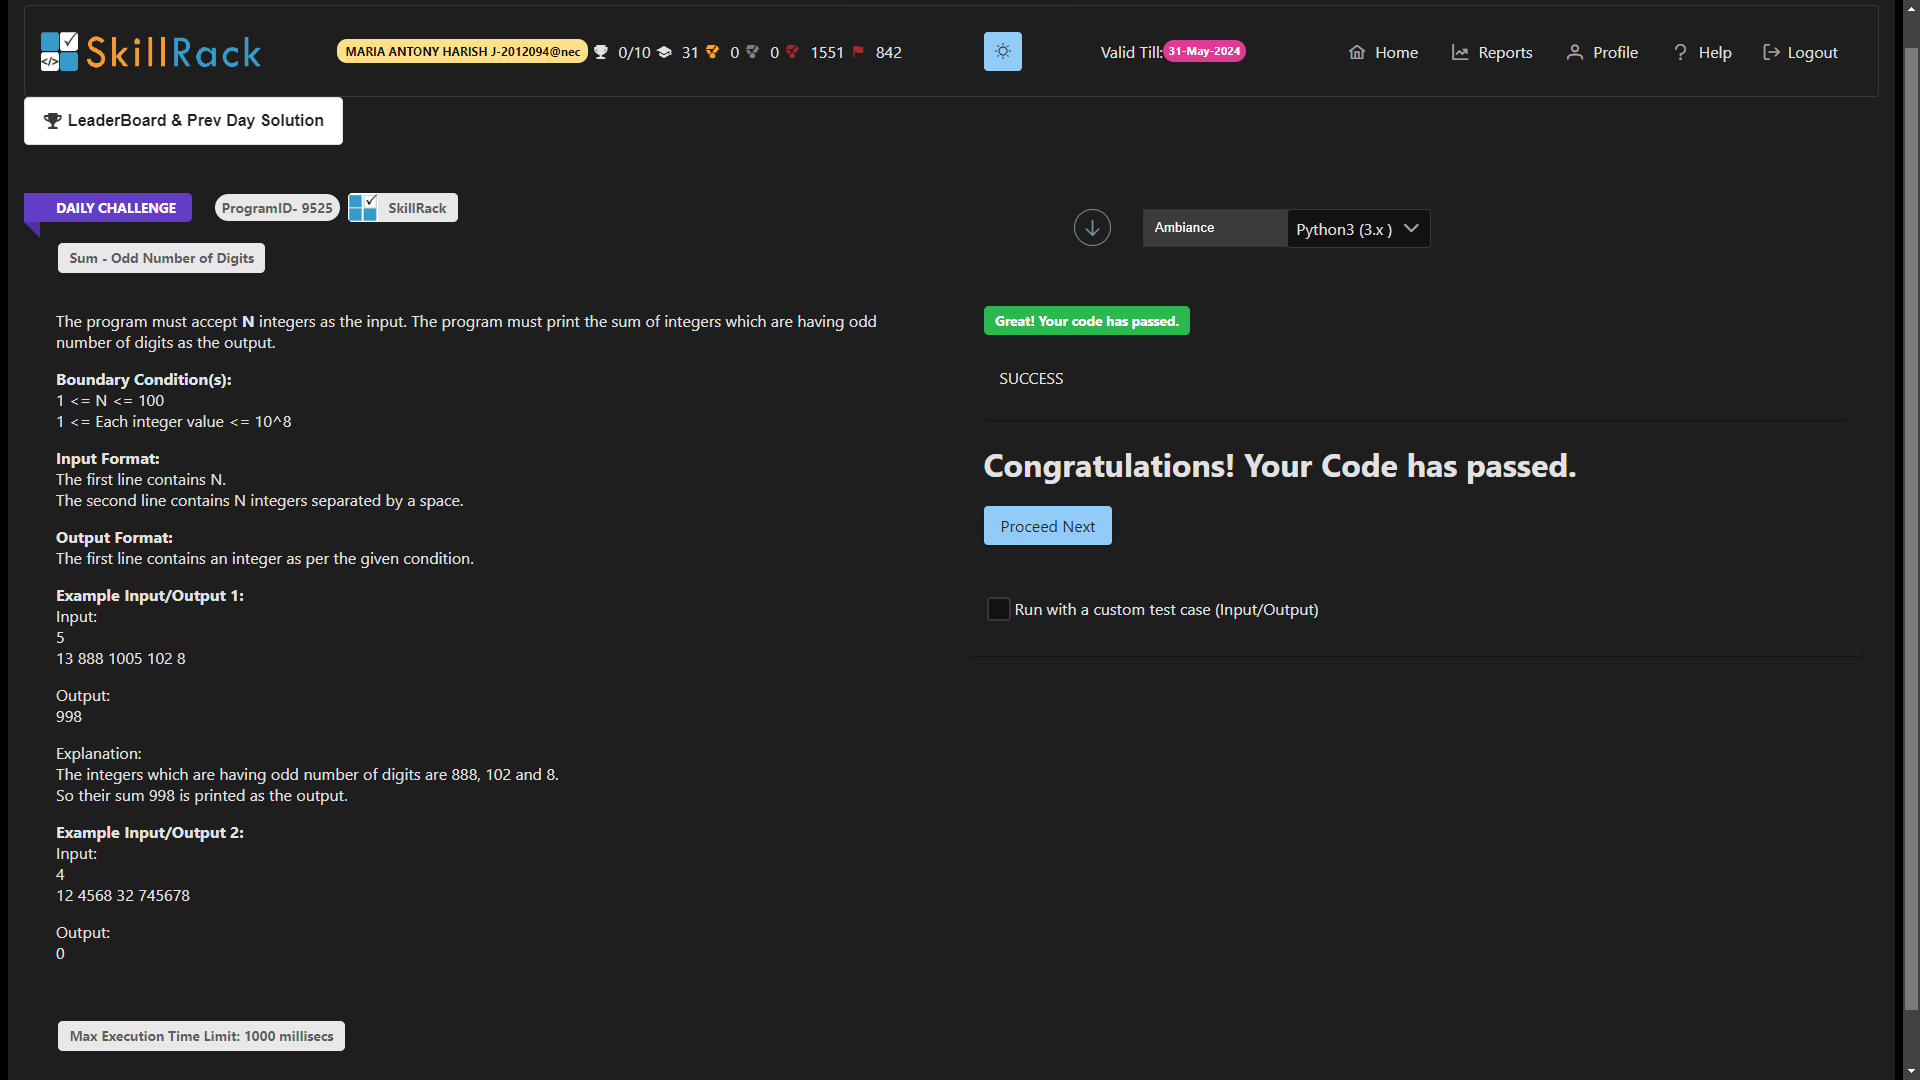 SkillRack
MARIA ANTONY HARISH J-2012094@nec 0/10 31 0 0 1551 842
Valid Till: 31-May-2024
Home Reports Profile ? Help Logout
LeaderBoard & Prev Day Solution
DAILY CHALLENGE ProgramID- 9525 SkillRack
Sum - Odd Number of Digits
The program must accept N integers as the input. The program must print the sum of integers which are having odd
number of digits as the output.
Boundary Condition(s):
1 <= N <= 100
1 <= Each integer value <= 10^8
Input Format:
The first line contains N.
The second line contains N integers separated by a space.
Output Format:
The first line contains an integer as per the given condition.
Example Input/Output 1:
Input:
5
13 888 1005 102 8
Output:
998
Explanation:
The integers which are having odd number of digits are 888, 102 and 8.
So their sum 998 is printed as the output.
Example Input/Output 2:
Input:
4
12 4568 32 745678
Output:
0
Max Execution Time Limit: 1000 millisecs
Ambiance Python3 (3.x )
Great! Your code has passed.
SUCCESS
Congratulations! Your Code has passed.
Proceed Next
Run with a custom test case (Input/Output)